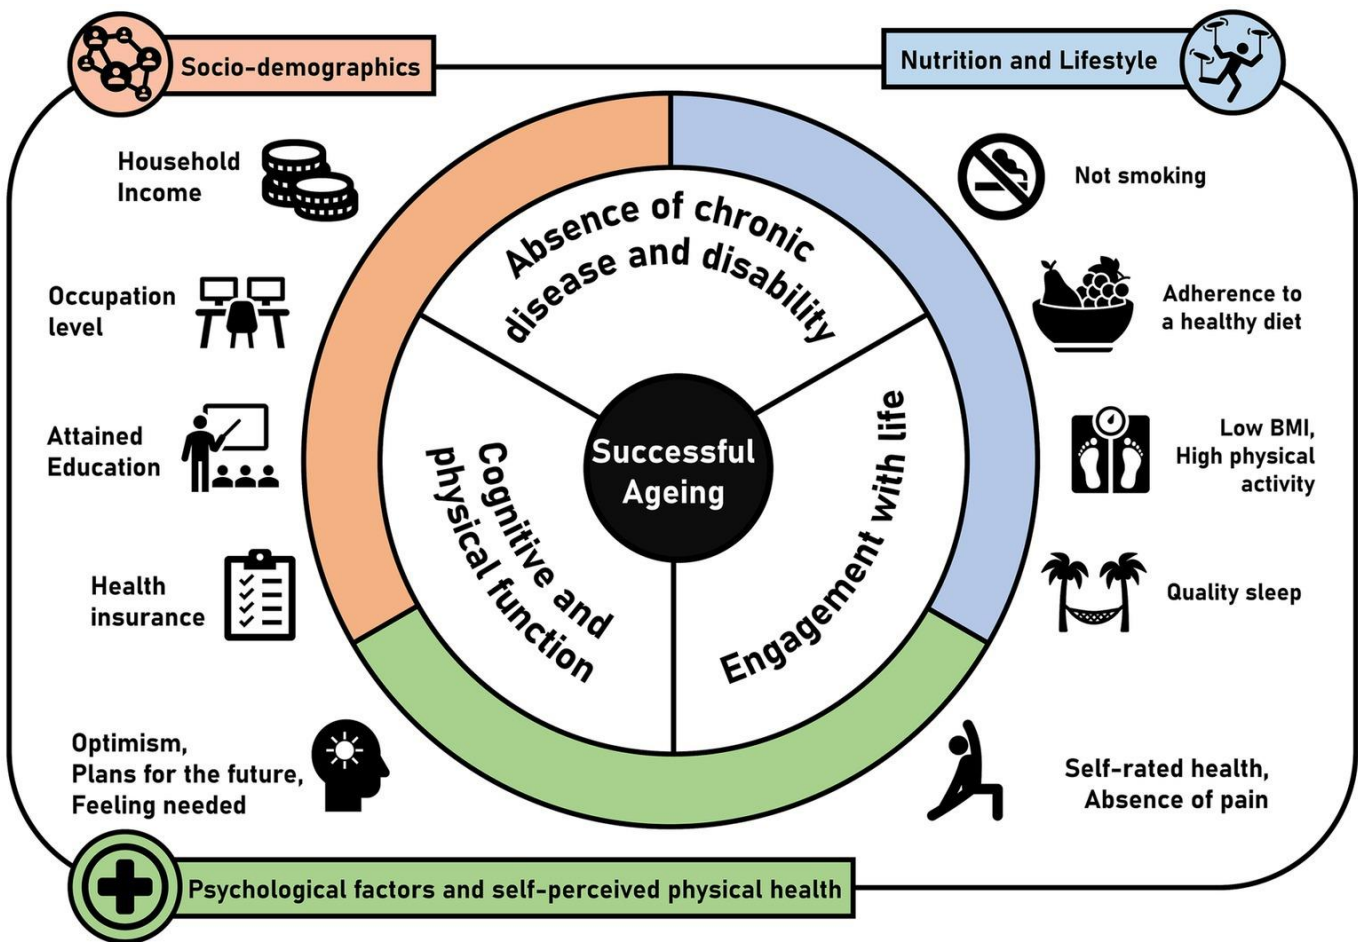 Socio-demographics
Nutrition and Lifestyle
Household
Income
Occupation
level
Attained
Education
Health
insurance
Absence of chronic
disease and disability
Cognitive and
physical function
Engagement with life
Successful
Ageing
Not smoking
Adherence to
a healthy diet
Low BMI,
High physical
activity
Quality sleep
Optimism,
Plans for the future,
Feeling needed
Self-rated health,
Absence of pain
Psychological factors and self-perceived physical health